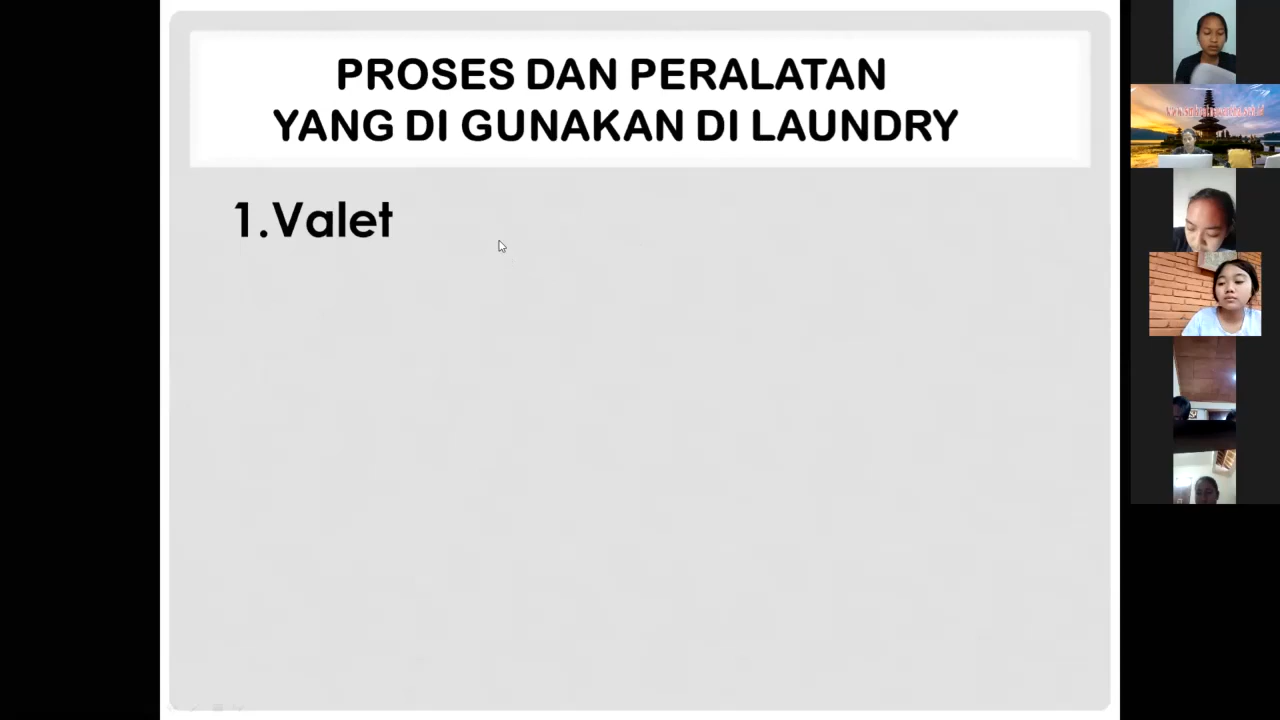 PROSES DAN PERALATAN
YANG DI GUNAKAN DI LAUNDRY
1.Valet